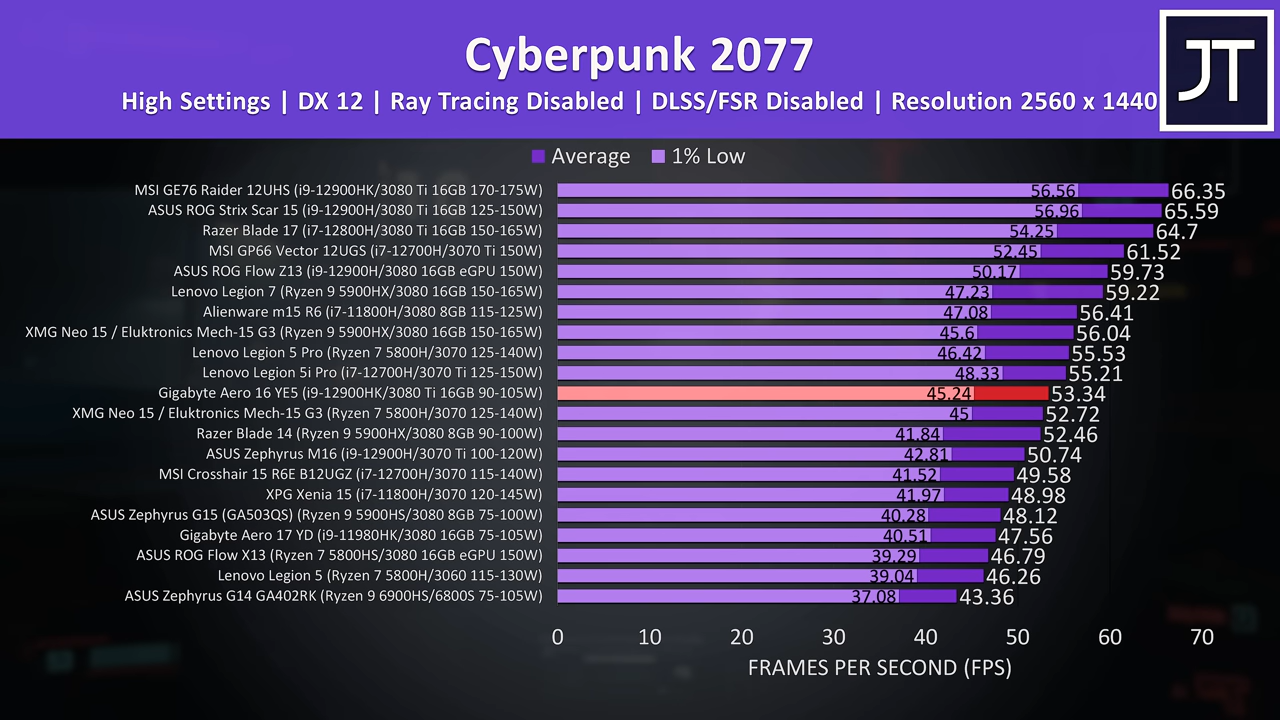 Cyberpunk 2077
JT
High Settings | DX 12 | Ray Tracing Disabled | DLSS/FSR Disabled | Resolution 2560 x 1440
Average 1% Low
MSI GE76 Raider 12UHS (i9-12900HK/3080 Ti 16GB 170-175W) 56.56 66.35
ASUS ROG Strix Scar 15 (i9-12900H/3080 Ti 16GB 125-150W) 56.96 65.59
Razer Blade 17 (i7-12800H/3080 Ti 16GB 150-165W) 54.25 64.7
MSI GP66 Vector 12UGS (i7-12700H/3070 Ti 150W) 52.45 61.52
ASUS ROG Flow Z13 (i9-12900H/3080 16GB eGPU 150W) 50.17 59.73
Lenovo Legion 7 (Ryzen 9 5900HX/3080 16GB 150-165W) 47.23 59.22
Alienware m15 R6 (i7-11800H/3080 8GB 115-125W) 47.08 56.41
XMG Neo 15 / Eluktronics Mech-15 G3 (Ryzen 9 5900HX/3080 16GB 150-165W) 45.6 56.04
Lenovo Legion 5 Pro (Ryzen 7 5800H/3070 125-140W) 46.42 55.53
Lenovo Legion 5i Pro (i7-12700H/3070 Ti 125-150W) 48.33 55.21
Gigabyte Aero 16 YE5 (i9-12900HK/3080 Ti 16GB 90-105W) 45.24 53.34
XMG Neo 15 / Eluktronics Mech-15 G3 (Ryzen 7 5800H/3070 125-140W) 45 52.72
Razer Blade 14 (Ryzen 9 5900HX/3080 8GB 90-100W) 41.84 52.46
ASUS Zephyrus M16 (i9-12900H/3070 Ti 100-120W) 42.81 50.74
MSI Crosshair 15 R6E B12UGZ (i7-12700H/3070 115-140W) 41.52 49.58
XPG Xenia 15 (i7-11800H/3070 120-145W) 41.97 48.98
ASUS Zephyrus G15 (GA503QS) (Ryzen 9 5900HS/3080 8GB 75-100W) 40.28 48.12
Gigabyte Aero 17 YD (i9-11980HK/3080 16GB 75-105W) 40.51 47.56
ASUS ROG Flow X13 (Ryzen 7 5800HS/3080 16GB eGPU 150W) 39.29 46.79
Lenovo Legion 5 (Ryzen 7 5800H/3060 115-130W) 39.04 46.26
ASUS Zephyrus G14 GA402RK (Ryzen 9 6900HS/6800S 75-105W) 37.08 43.36
0 10 20 30 40 50 60 70
FRAMES PER SECOND (FPS)